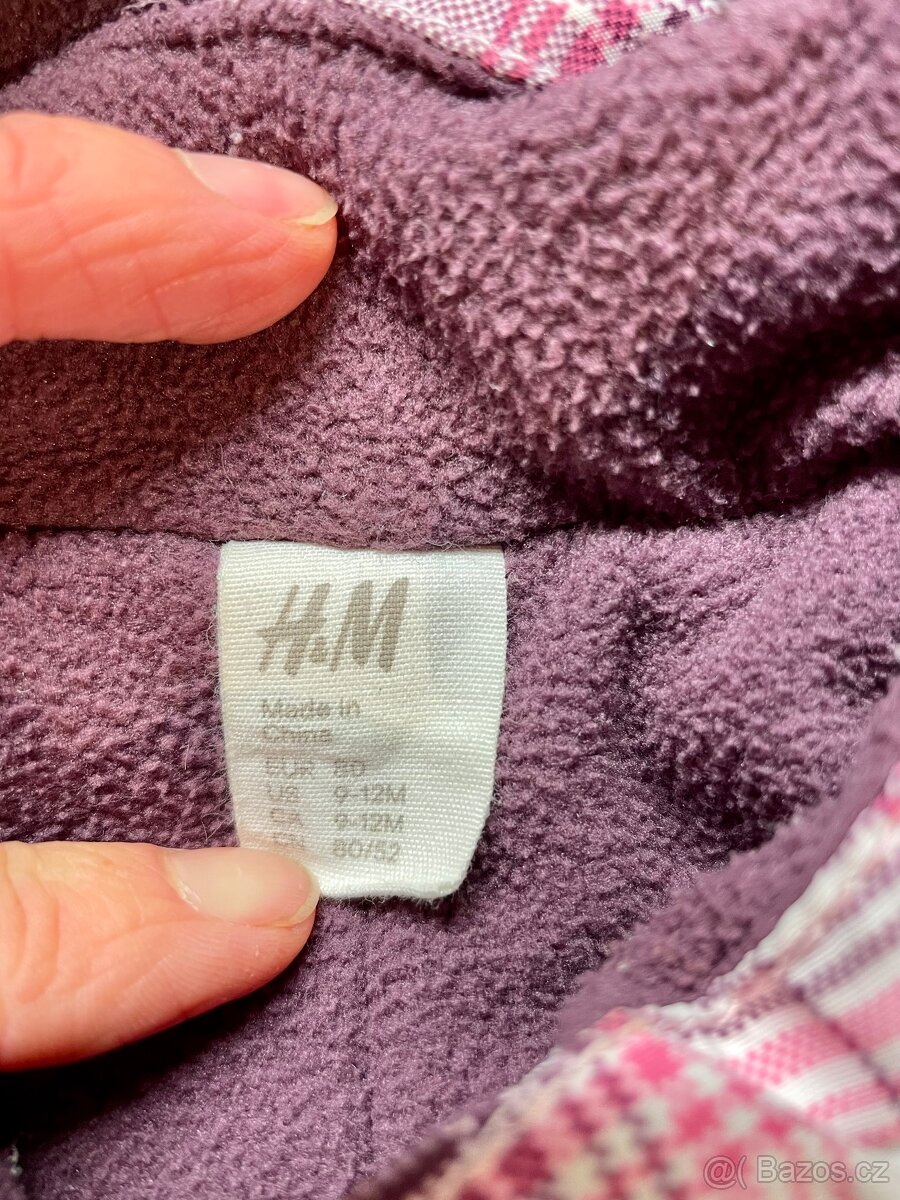 H&M
Made in
China
EUR 80
US 9-12M
CA 9-12M
80/52
@( Bazos.cz